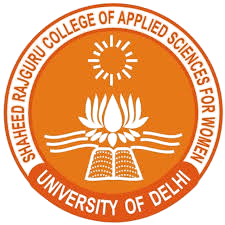 SHAHEED RAJGURU COLLEGE OF APPLIED SCIENCES FOR WOMEN
UNIVERSITY OF DELHI